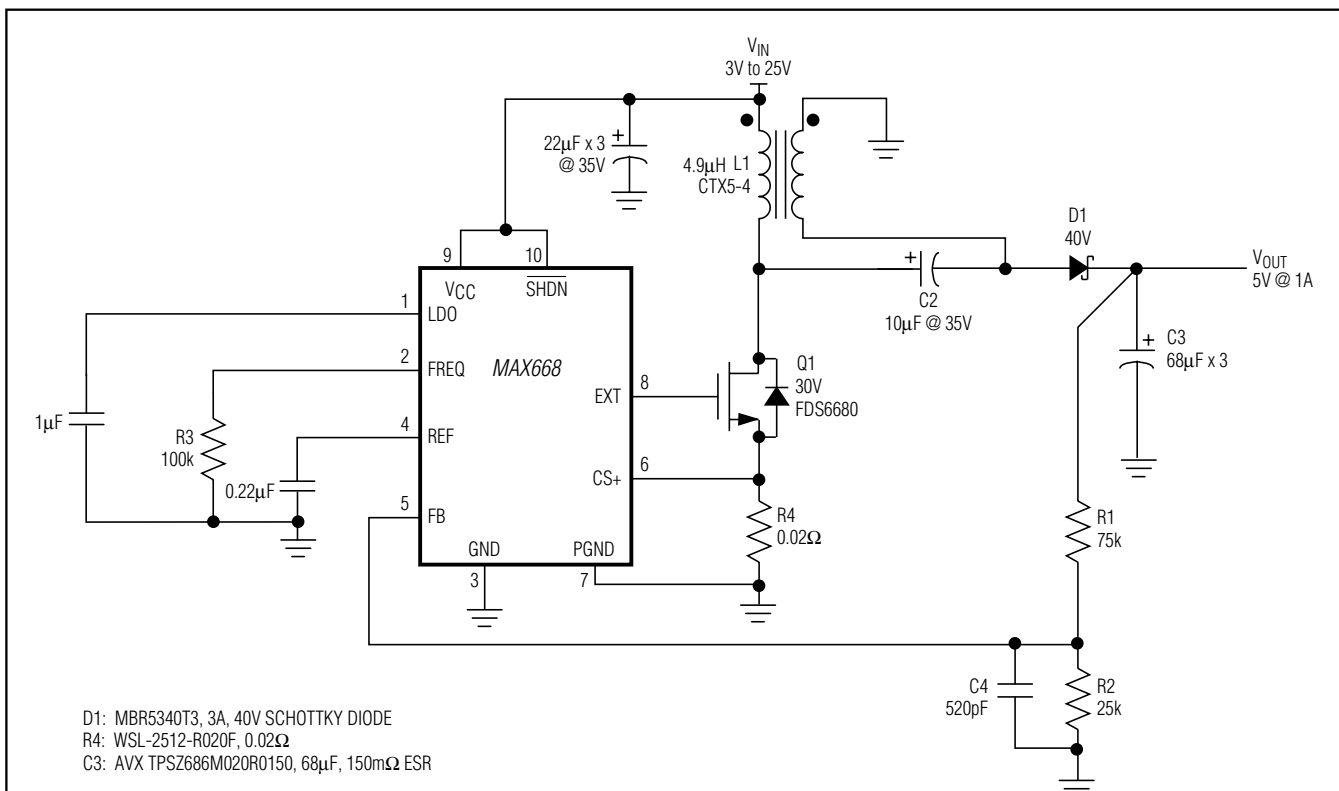 VIN
3V to 25V
22μF x 3
@ 35V
+
4.9μH L1
CTX5-4
D1
40V
VOUT
5V @ 1A
9
10
VCC
SHDN
1
LDO
+
C2
10μF @ 35V
+
C3
68μF x 3
2
FREQ
MAX668
Q1
30V
FDS6680
8
EXT
1μF
R3
100k
4
REF
0.22μF
6
CS+
5
FB
R4
0.02Ω
R1
75k
GND
PGND
3
7
C4
520pF
R2
25k
D1: MBR5340T3, 3A, 40V SCHOTTKY DIODE
R4: WSL-2512-R020F, 0.02Ω
C3: AVX TPSZ686M020R0150, 68μF, 150mΩ ESR